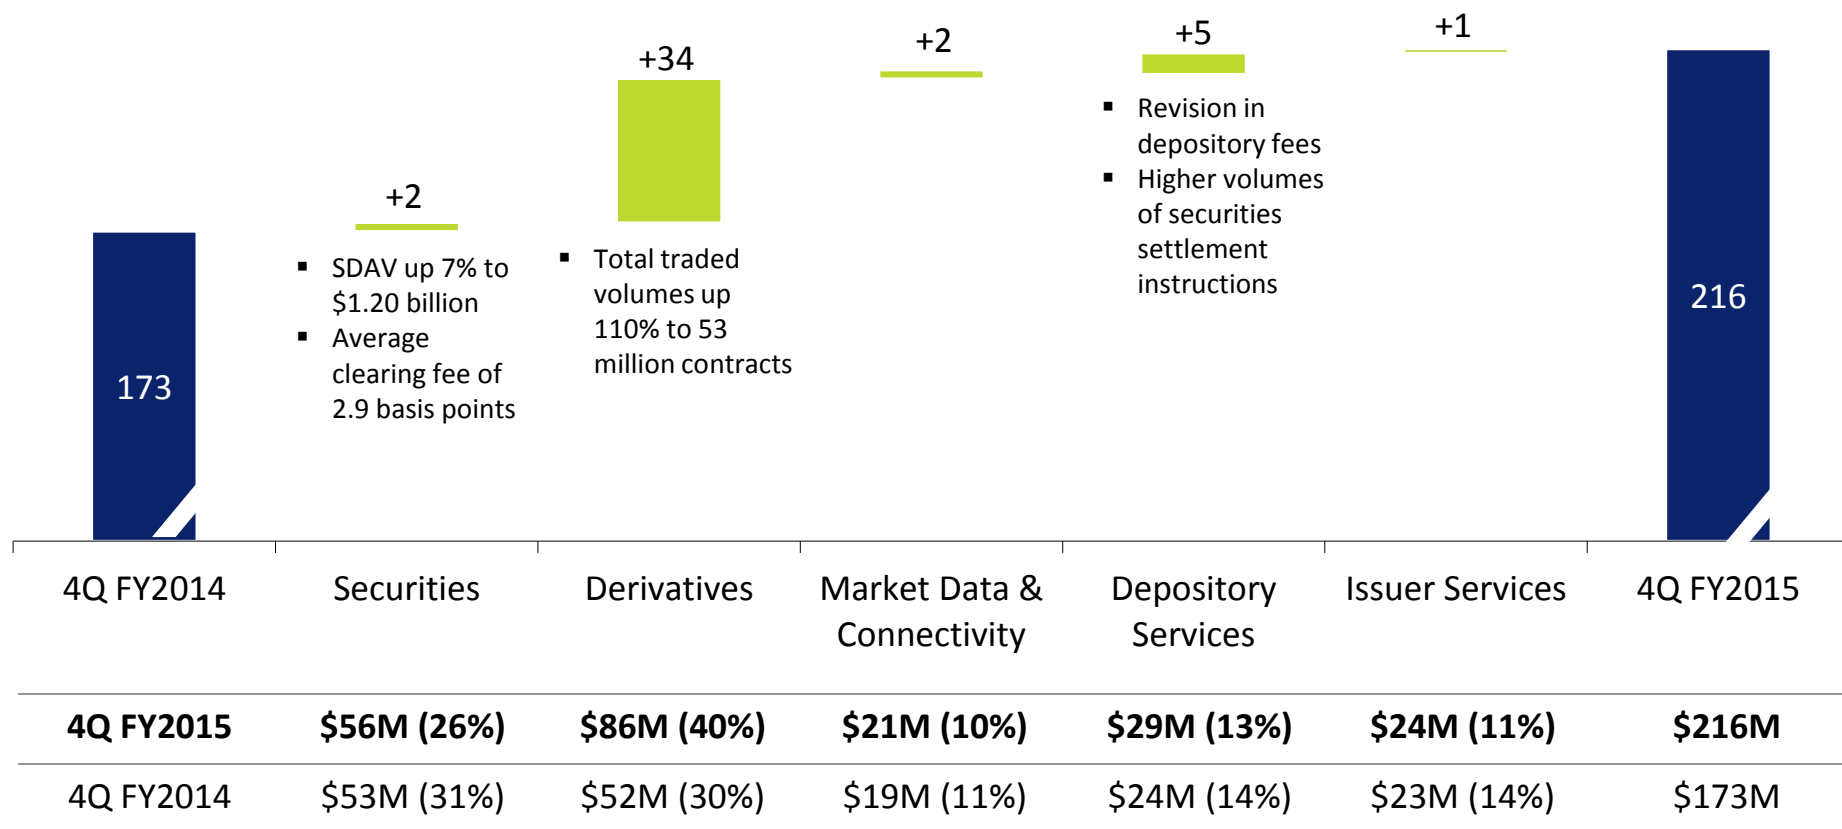 +2
+34
+2
+5
+1
173
216
▪ SDAV up 7% to
$1.20 billion
▪ Average
clearing fee of
2.9 basis points
▪ Total traded
volumes up
110% to 53
million contracts
▪ Revision in
depository fees
▪ Higher volumes
of securities
settlement
instructions
4Q FY2014
Securities
Derivatives
Market Data &
Connectivity
Depository
Services
Issuer Services
4Q FY2015
4Q FY2015 $56M (26%) $86M (40%) $21M (10%) $29M (13%) $24M (11%) $216M
4Q FY2014 $53M (31%) $52M (30%) $19M (11%) $24M (14%) $23M (14%) $173M